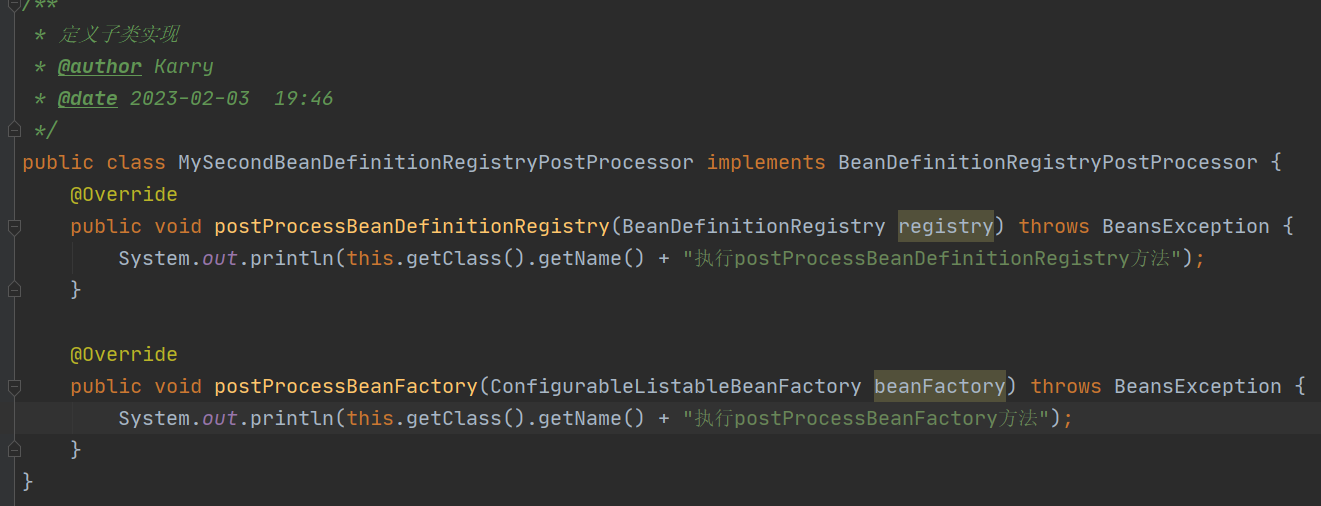 /**
 * 定义子类实现
 * @author Karry
 * @date 2023-02-03  19:46
 */
public class MySecondBeanDefinitionRegistryPostProcessor implements BeanDefinitionRegistryPostProcessor {
    @Override
    public void postProcessBeanDefinitionRegistry(BeanDefinitionRegistry registry) throws BeansException {
        System.out.println(this.getClass().getName() + "执行postProcessBeanDefinitionRegistry方法");
    }
    @Override
    public void postProcessBeanFactory(ConfigurableListableBeanFactory beanFactory) throws BeansException {
        System.out.println(this.getClass().getName() + "执行postProcessBeanFactory方法");
    }
}